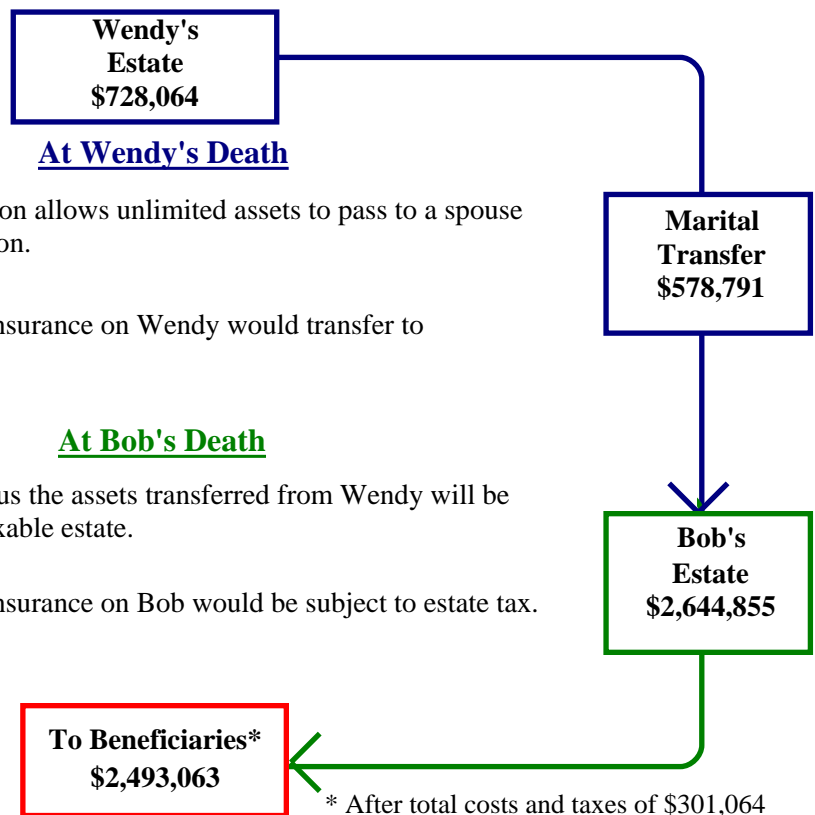 Wendy's
Estate
$728,064
At Wendy's Death
on allows unlimited assets to pass to a spouse
on.
Marital
Transfer
$578,791
nsurance on Wendy would transfer to
At Bob's Death
us the assets transferred from Wendy will be
xable estate.
Bob's
Estate
$2,644,855
nsurance on Bob would be subject to estate tax.
To Beneficiaries*
$2,493,063
* After total costs and taxes of $301,064